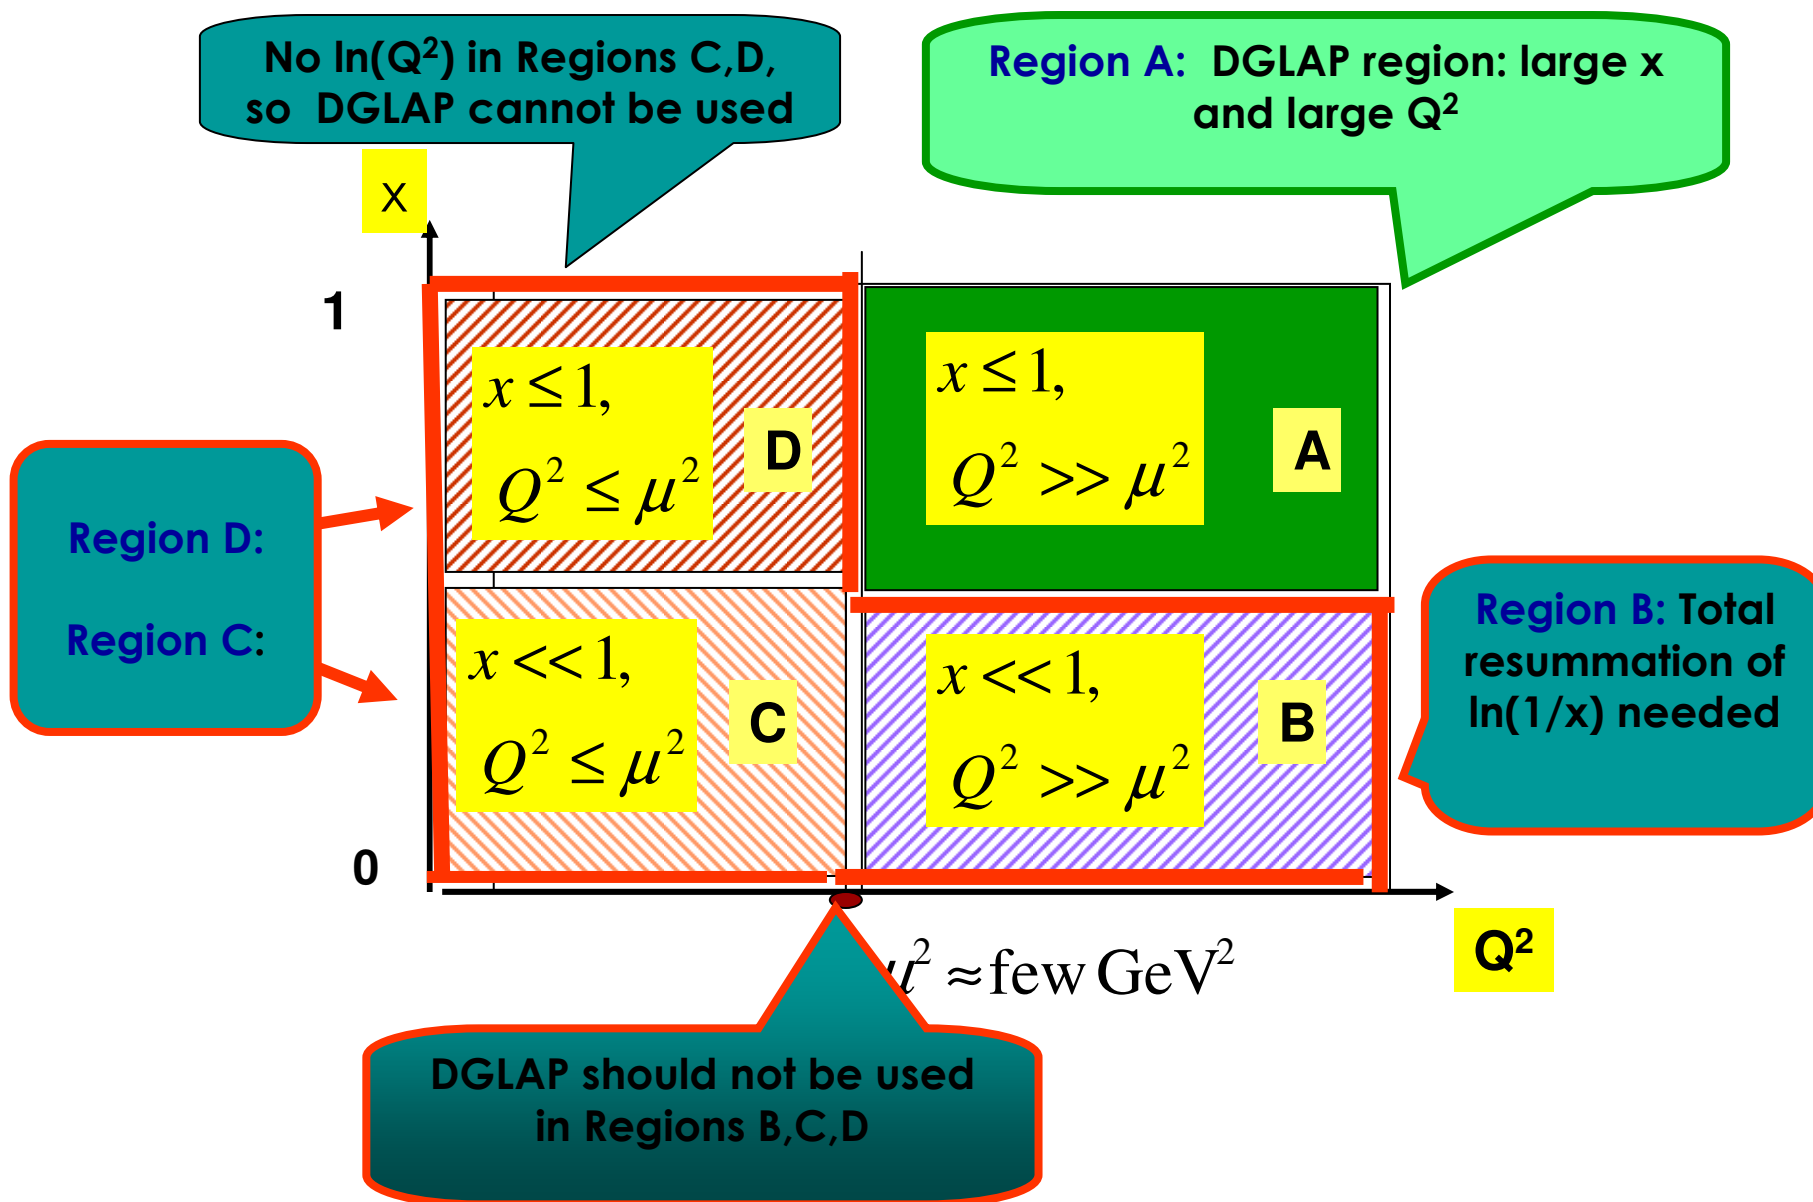 No ln(Q²) in Regions C,D,
so DGLAP cannot be used
Region A: DGLAP region: large x
and large Q²
X
1
x ≤ 1,
Q² ≤ μ²
D
x ≤ 1,
Q² >> μ²
A
Region D:
Region C:
x << 1,
Q² ≤ μ²
C
x << 1,
Q² >> μ²
B
Region B: Total
resummation of
ln(1/x) needed
0
Q²
μ² ≈ few GeV²
DGLAP should not be used
in Regions B,C,D